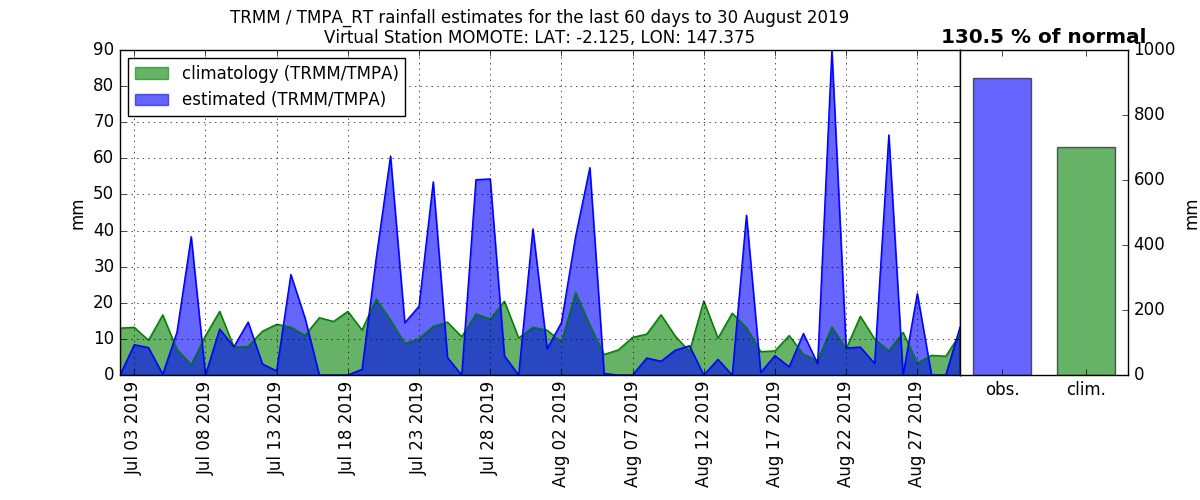 TRMM / TMPA_RT rainfall estimates for the last 60 days to 30 August 2019
Virtual Station MOMOTE: LAT: -2.125, LON: 147.375
130.5 % of normal
climatology (TRMM/TMPA)
estimated (TRMM/TMPA)
mm
90
80
70
60
50
40
30
20
10
0
Jul 03 2019
Jul 08 2019
Jul 13 2019
Jul 18 2019
Jul 23 2019
Jul 28 2019
Aug 02 2019
Aug 07 2019
Aug 12 2019
Aug 17 2019
Aug 22 2019
Aug 27 2019
obs.
clim.
1000
800
600
400
200
0
mm